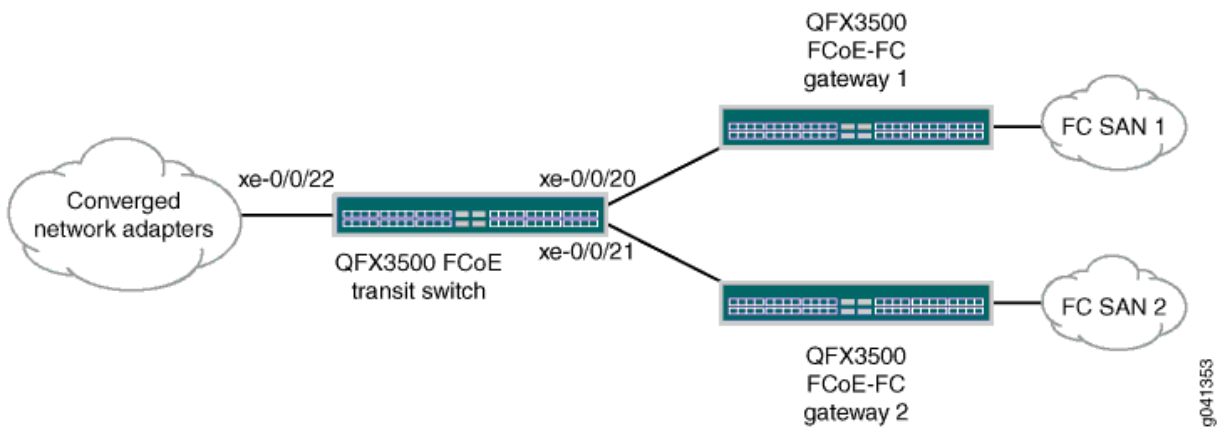 QFX3500
FCoE-FC
gateway 1
FC SAN 1
xe-0/0/22
xe-0/0/20
Converged
network adapters
xe-0/0/21
QFX3500 FCoE
transit switch
FC SAN 2
QFX3500
FCoE-FC
gateway 2
g041353